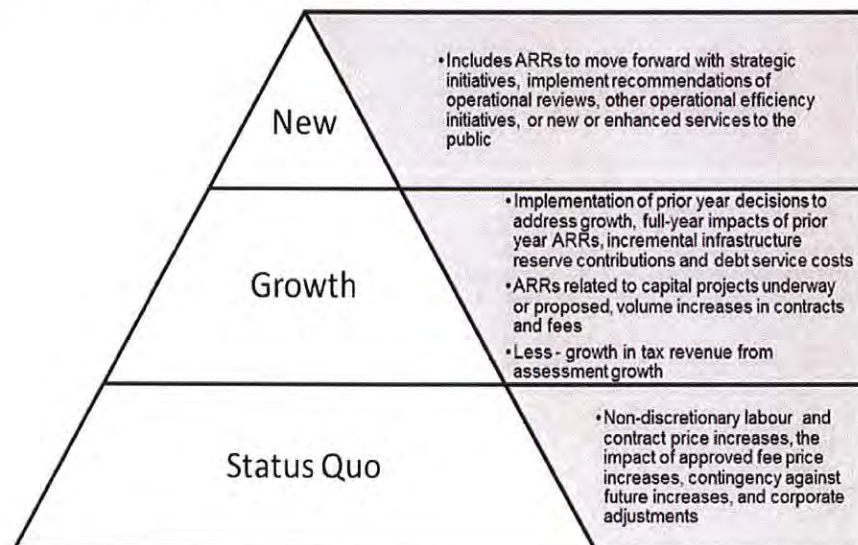 New
•Includes ARRs to move forward with strategic
initiatives, implement recommendations of
operational reviews, other operational efficiency
initiatives, or new or enhanced services to the
public
Growth
•Implementation of prior year decisions to
address growth, full-year impacts of prior
year ARRs, incremental infrastructure
reserve contributions and debt service costs
•ARRs related to capital projects underway
or proposed, volume increases in contracts
and fees
•Less - growth in tax revenue from
assessment growth
Status Quo
•Non-discretionary labour and
contract price increases, the
impact of approved fee price
increases, contingency against
future increases, and corporate
adjustments